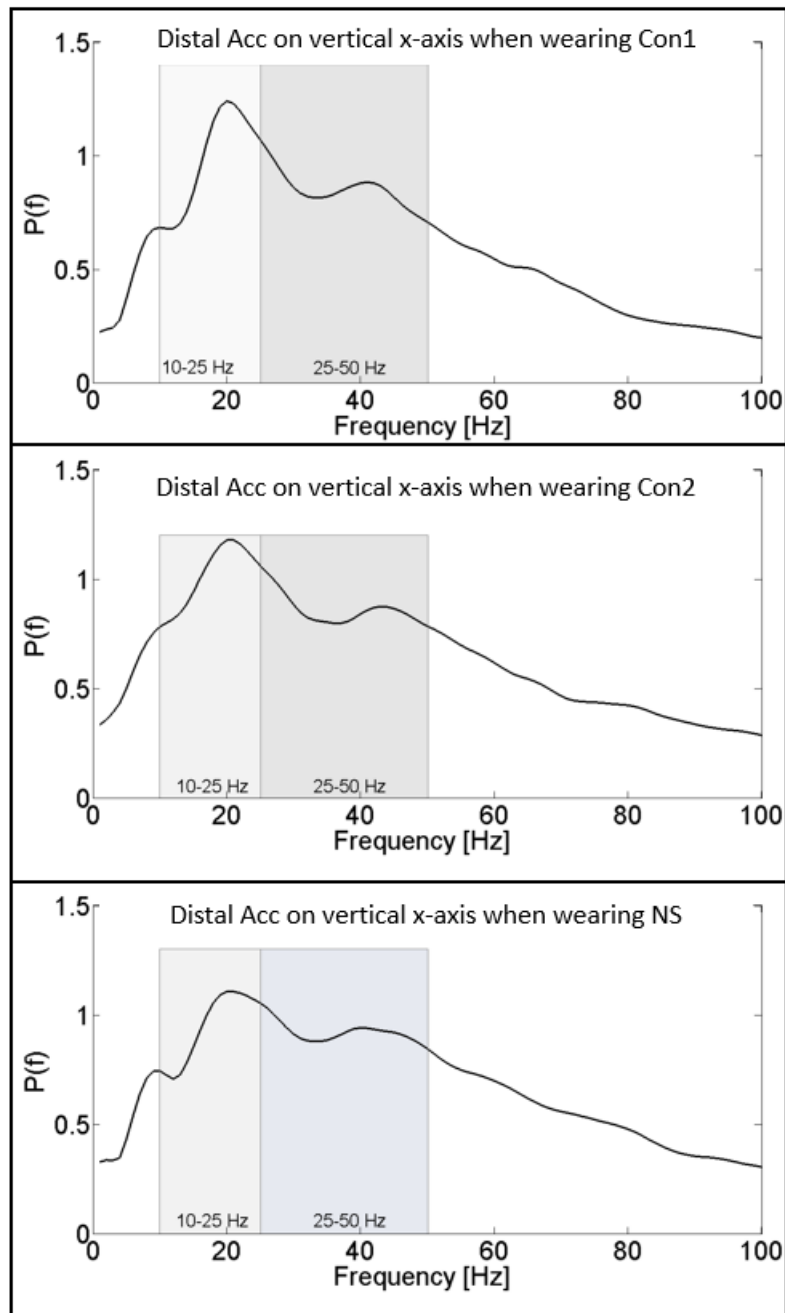 Distal Acc on vertical x-axis when wearing Con1
1.5
1
0.5
0
P(f)
10-25 Hz 25-50 Hz
0 20 40 60 80 100
Frequency [Hz]
Distal Acc on vertical x-axis when wearing Con2
1.5
1
0.5
0
P(f)
10-25 Hz 25-50 Hz
0 20 40 60 80 100
Frequency [Hz]
Distal Acc on vertical x-axis when wearing NS
1.5
1
0.5
0
P(f)
10-25 Hz 25-50 Hz
0 20 40 60 80 100
Frequency [Hz]